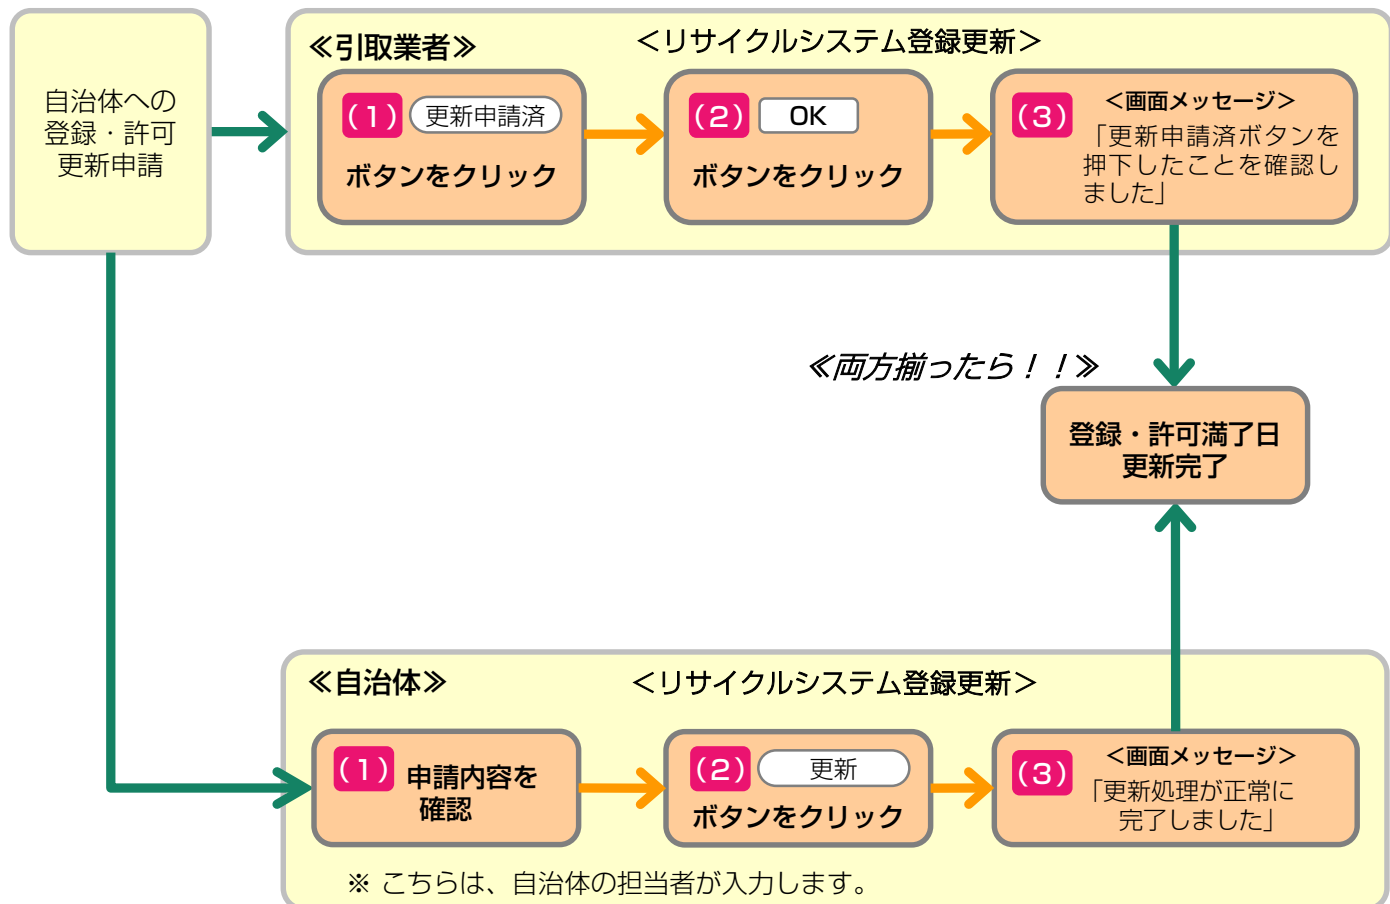 自治体への
登録・許可
更新申請
≪引取業者≫
＜リサイクルシステム登録更新＞
(1) 更新申請済
ボタンをクリック
(2) OK
ボタンをクリック
(3) ＜画面メッセージ＞
「更新申請済ボタンを
押下したことを確認し
ました」
≪両方揃ったら！！≫
登録・許可満了日
更新完了
≪自治体≫
＜リサイクルシステム登録更新＞
(1) 申請内容を
確認
(2) 更新
ボタンをクリック
(3) ＜画面メッセージ＞
「更新処理が正常に
完了しました」
※ こちらは、自治体の担当者が入力します。